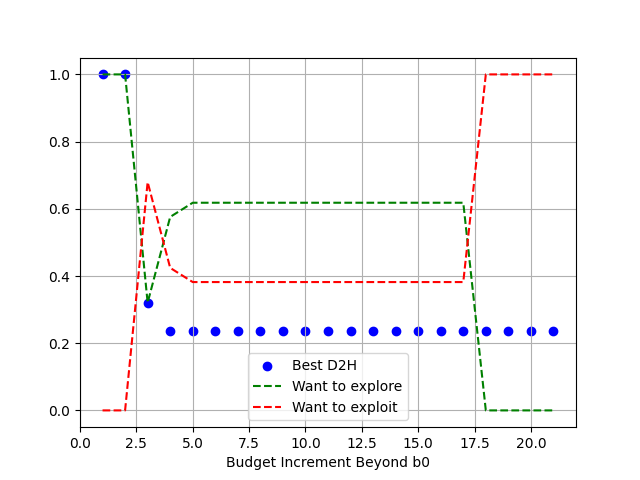 1.0
0.8
0.6
0.4
0.2
0.0
Best D2H
Want to explore
Want to exploit
0.0 2.5 5.0 7.5 10.0 12.5 15.0 17.5 20.0
Budget Increment Beyond b0